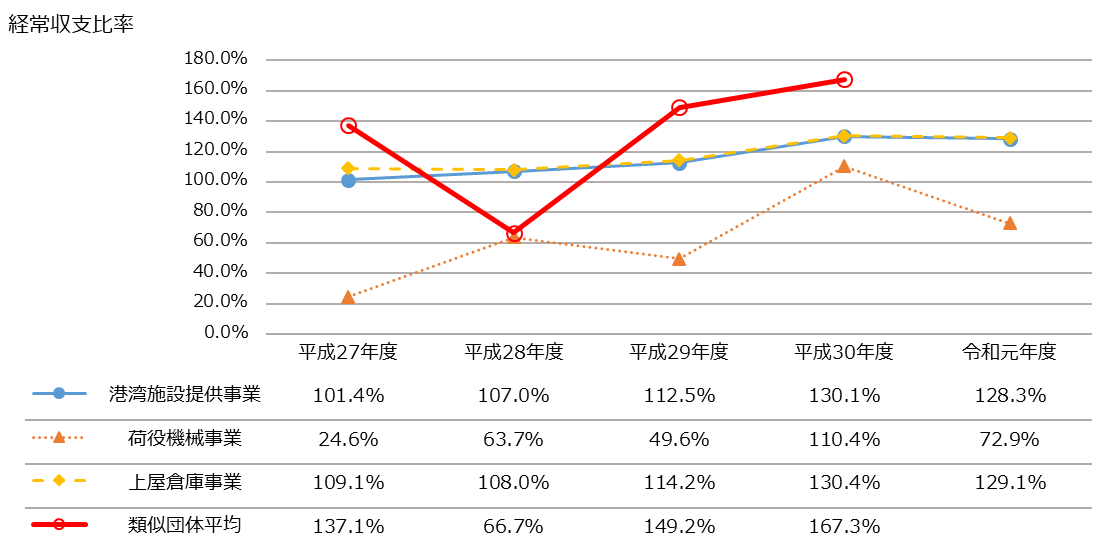 経常収支比率
180.0%
160.0%
140.0%
120.0%
100.0%
80.0%
60.0%
40.0%
20.0%
0.0%
平成27年度 平成28年度 平成29年度 平成30年度 令和元年度
港湾施設提供事業 101.4% 107.0% 112.5% 130.1% 128.3%
荷役機械事業 24.6% 63.7% 49.6% 110.4% 72.9%
上屋倉庫事業 109.1% 108.0% 114.2% 130.4% 129.1%
類似団体平均 137.1% 66.7% 149.2% 167.3%